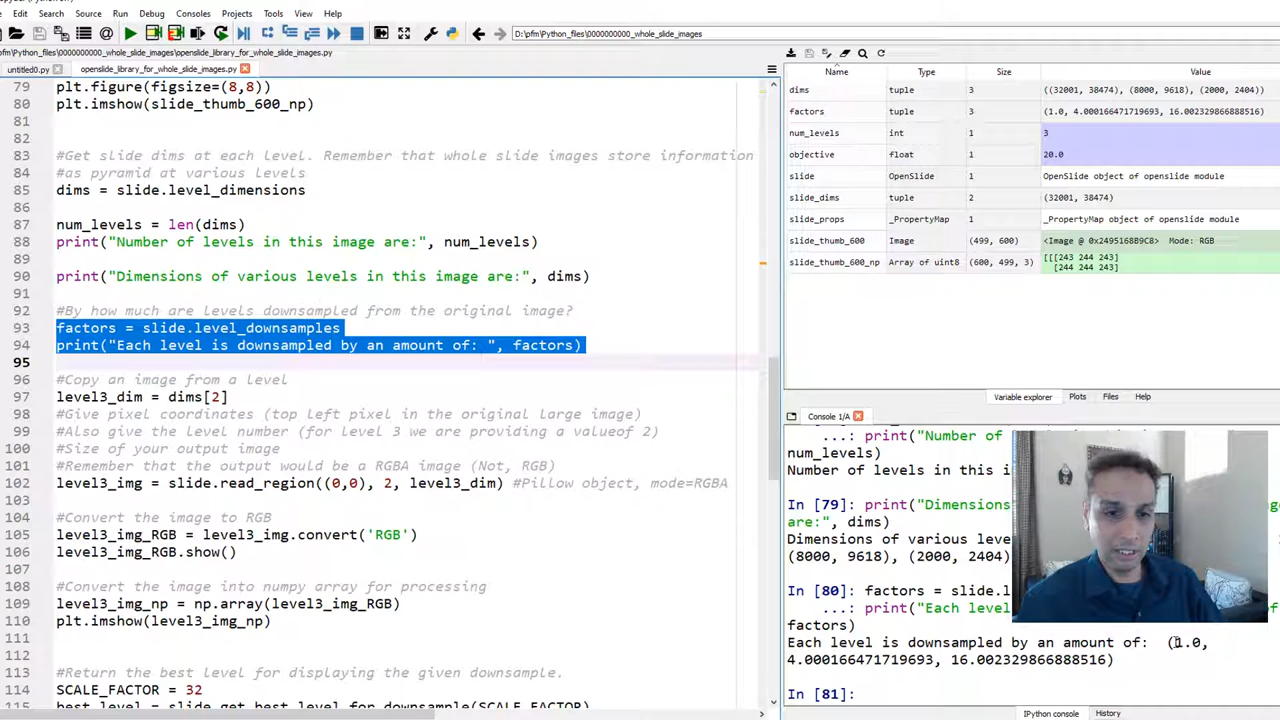 File Edit Search Source Run Debug Consoles Projects Tools View Help
D:\pfm\Python_files\0000000000_whole_slide_images
pfm\Python_files\0000000000_whole_slide_images\openslide_library_for_whole_slide_images.py
untitled0.py openslide_library_for_whole_slide_images.py
79 plt.figure(figsize=(8,8))
80 plt.imshow(slide_thumb_600_np)
81
82
83 #Get slide dims at each level. Remember that whole slide images store information
84 #as pyramid at various levels
85 dims = slide.level_dimensions
86
87 num_levels = len(dims)
88 print("Number of levels in this image are:", num_levels)
89
90 print("Dimensions of various levels in this image are:", dims)
91
92 #By how much are levels downsampled from the original image?
93 factors = slide.level_downsamples
94 print("Each level is downsampled by an amount of: ", factors)
95
96 #Copy an image from a level
97 level3_dim = dims[2]
98 #Give pixel coordinates (top left pixel in the original large image)
99 #Also give the level number (for level 3 we are providing a valueof 2)
100 #Size of your output image
101 #Remember that the output would be a RGBA image (Not, RGB)
102 level3_img = slide.read_region((0,0), 2, level3_dim) #Pillow object, mode=RGBA
103
104 #Convert the image to RGB
105 level3_img_RGB = level3_img.convert('RGB')
106 level3_img_RGB.show()
107
108 #Convert the image into numpy array for processing
109 level3_img_np = np.array(level3_img_RGB)
110 plt.imshow(level3_img_np)
111
112
113 #Return the best level for displaying the given downsample.
114 SCALE_FACTOR = 32
115 best_level = slide.get_best_level_for_downsample(SCALE_FACTOR)
Name Type Size Value
dims tuple 3 ((32001, 38474), (8000, 9618), (2000, 2404))
factors tuple 3 (1.0, 4.000166471719693, 16.002329866888516)
num_levels int 1 3
objective float 1 20.0
slide OpenSlide 1 OpenSlide object of openslide module
slide_dims tuple 2 (32001, 38474)
slide_props _PropertyMap 1 _PropertyMap object of openslide module
slide_thumb_600 Image (499, 600) <Image @ 0x2495168B9C8> Mode: RGB
slide_thumb_600_np Array of uint8 (600, 499, 3) [[[243 244 243]
[244 244 243]
Variable explorer Plots Files Help
Console 1/A
...: print("Number of
num_levels)
Number of levels in this i
In [79]: print("Dimensions
are:", dims)
Dimensions of various leve
(8000, 9618), (2000, 2404)
In [80]: factors = slide.l
...: print("Each level
factors)
Each level is downsampled by an amount of: (1.0,
4.000166471719693, 16.002329866888516)
In [81]:
IPython console History